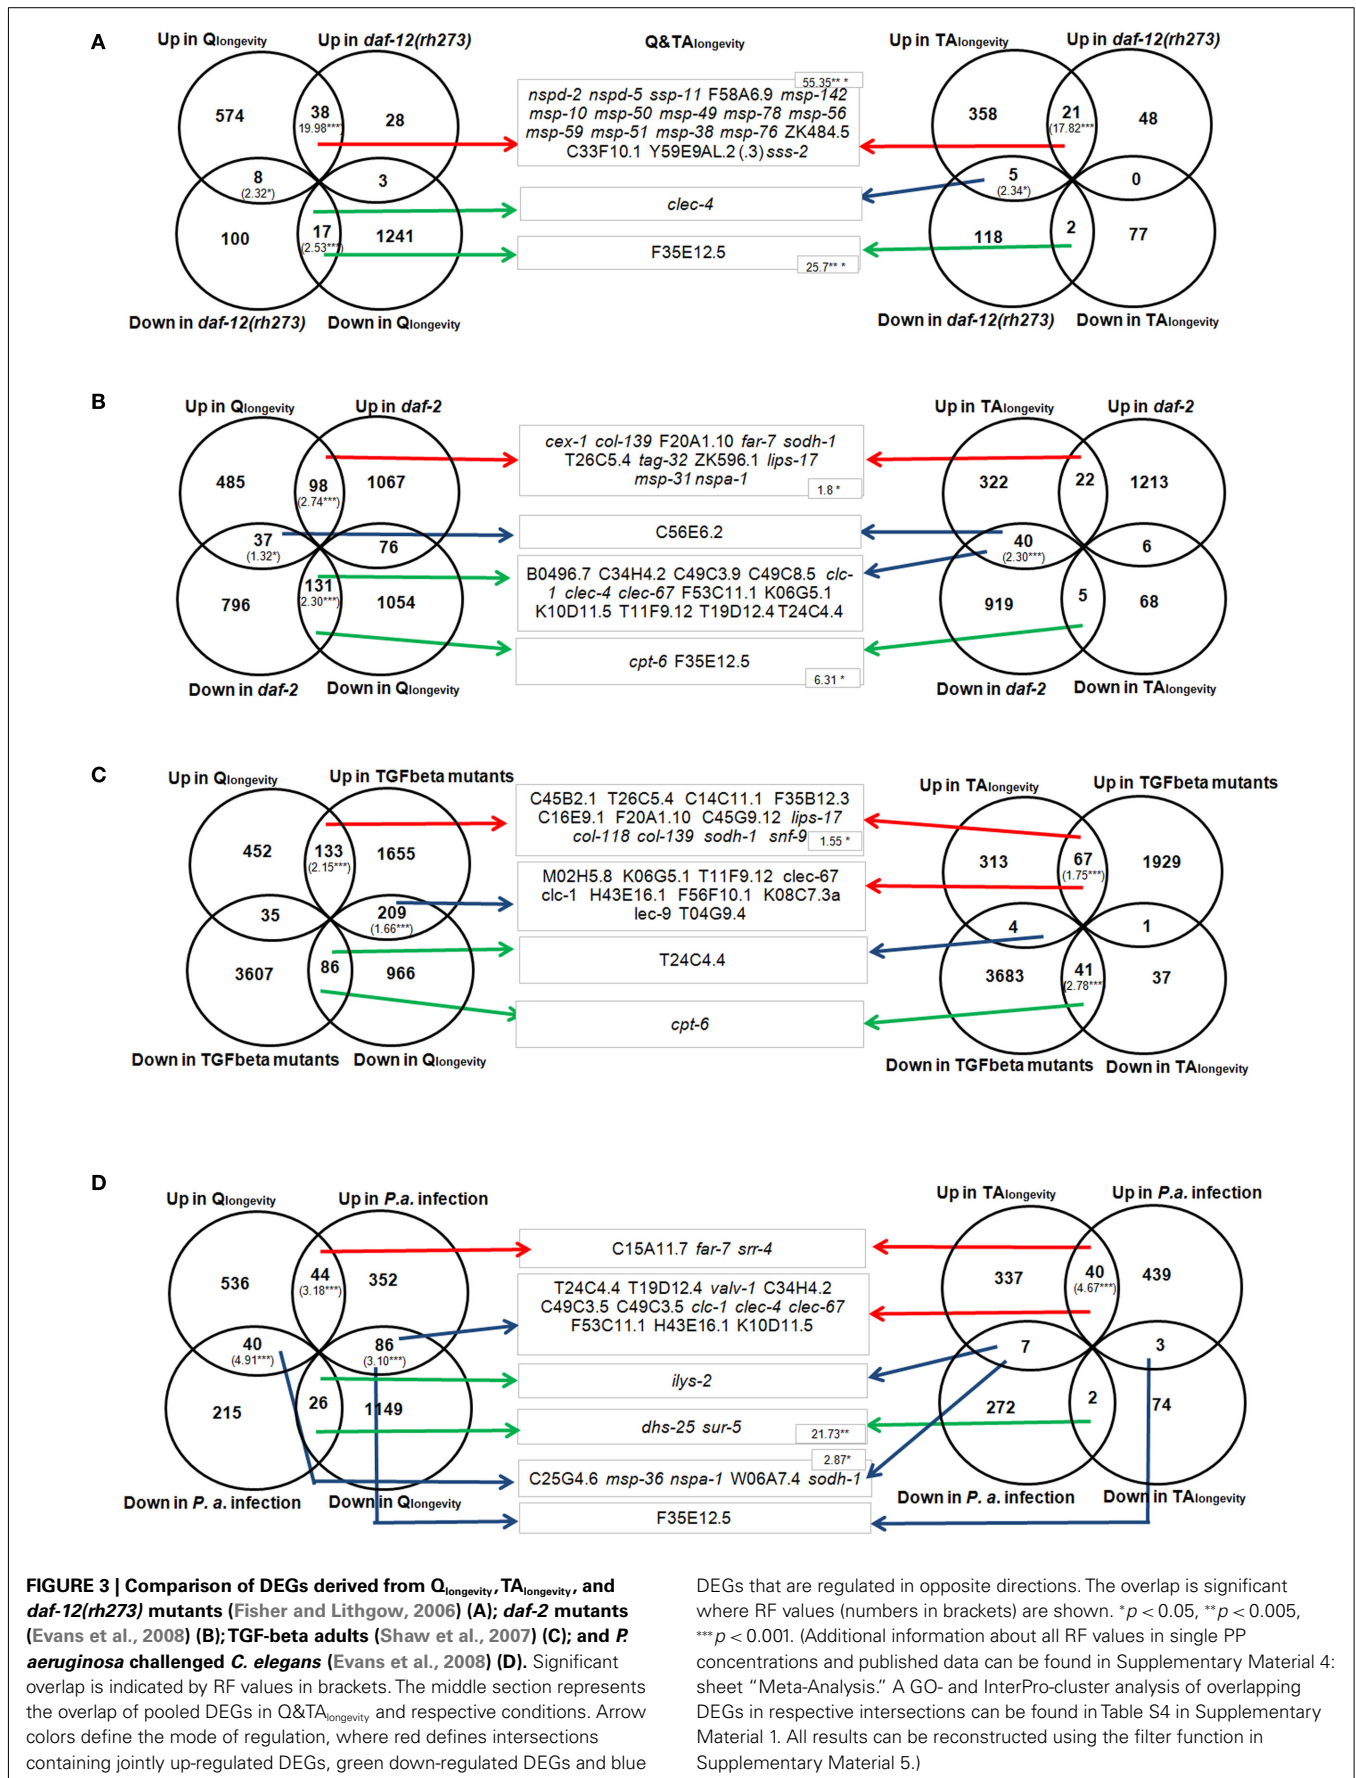 A
Up in Qlongevity
Up in daf-12(rh273)
Q&TAlongevity
Up in TAlongevity
Up in daf-12(rh273)
574
38
19.98***)
28
55.35** *
nspd-2 nspd-5 ssp-11 F58A6.9 msp-142
msp-10 msp-50 msp-49 msp-78 msp-56
msp-59 msp-51 msp-38 msp-76 ZK484.5
C33F10.1 Y59E9AL.2 (.3) sss-2
358
21
(17.82***
48
8
(2.32*)
3
clec-4
5
(2.34*)
0
100
17
(2.53***)
1241
F35E12.5
25.7** *
118
2
77
Down in daf-12(rh273)
Down in Qlongevity
Down in daf-12(rh273)
Down in TAlongevity
B
Up in Qlongevity
Up in daf-2
Up in TAlongevity
Up in daf-2
485
98
(2.74***)
1067
cex-1 col-139 F20A1.10 far-7 sodh-1
T26C5.4 tag-32 ZK596.1 lips-17
msp-31 nspa-1
1.8 *
322
22
1213
37
(1.32*)
76
C56E6.2
40
(2.30***)
6
796
131
2.30***)
1054
B0496.7 C34H4.2 C49C3.9 C49C8.5 clc-
1 clec-4 clec-67 F53C11.1 K06G5.1
K10D11.5 T11F9.12 T19D12.4 T24C4.4
919
5
68
cpt-6 F35E12.5
6.31 *
Down in daf-2
Down in Qlongevity
Down in daf-2
Down in TAlongevity
C
Up in Qlongevity
Up in TGFbeta mutants
Up in TAlongevity
Up in TGFbeta mutants
452
133
(2.15***)
1655
C45B2.1 T26C5.4 C14C11.1 F35B12.3
C16E9.1 F20A1.10 C45G9.12 lips-17
col-118 col-139 sodh-1 snf-9
1.55 *
313
67
(1.75***)
1929
35
209
(1.66***)
M02H5.8 K06G5.1 T11F9.12 clec-67
clc-1 H43E16.1 F56F10.1 K08C7.3a
lec-9 T04G9.4
4
1
3607
86
966
T24C4.4
3683
41
(2.78***
37
cpt-6
Down in TGFbeta mutants
Down in Qlongevity
Down in TGFbeta mutants
Down in TAlongevity
D
Up in Qlongevity
Up in P.a. infection
Up in TAlongevity
Up in P.a. infection
536
44
(3.18***)
352
C15A11.7 far-7 srr-4
337
40
(4.67***)
439
40
(4.91***)
86
(3.10***)
T24C4.4 T19D12.4 valv-1 C34H4.2
C49C3.5 C49C3.5 clc-1 clec-4 clec-67
F53C11.1 H43E16.1 K10D11.5
7
3
ilys-2
215
26
1149
dhs-25 sur-5
21.73**
272
2
74
2.87*
C25G4.6 msp-36 nspa-1 W06A7.4 sodh-1
F35E12.5
Down in P. a. infection
Down in Qlongevity
Down in P. a. infection
Down in TAlongevity
FIGURE 3 | Comparison of DEGs derived from Qlongevity, TAlongevity, and
daf-12(rh273) mutants (Fisher and Lithgow, 2006) (A); daf-2 mutants
(Evans et al., 2008) (B); TGF-beta adults (Shaw et al., 2007) (C); and P.
aeruginosa challenged C. elegans (Evans et al., 2008) (D). Significant
overlap is indicated by RF values in brackets. The middle section represents
the overlap of pooled DEGs in Q&TAlongevity and respective conditions. Arrow
colors define the mode of regulation, where red defines intersections
containing jointly up-regulated DEGs, green down-regulated DEGs and blue
DEGs that are regulated in opposite directions. The overlap is significant
where RF values (numbers in brackets) are shown. *p < 0.05, **p < 0.005,
***p < 0.001. (Additional information about all RF values in single PP
concentrations and published data can be found in Supplementary Material 4:
sheet “Meta-Analysis.” A GO- and InterPro-cluster analysis of overlapping
DEGs in respective intersections can be found in Table S4 in Supplementary
Material 1. All results can be reconstructed using the filter function in
Supplementary Material 5.)